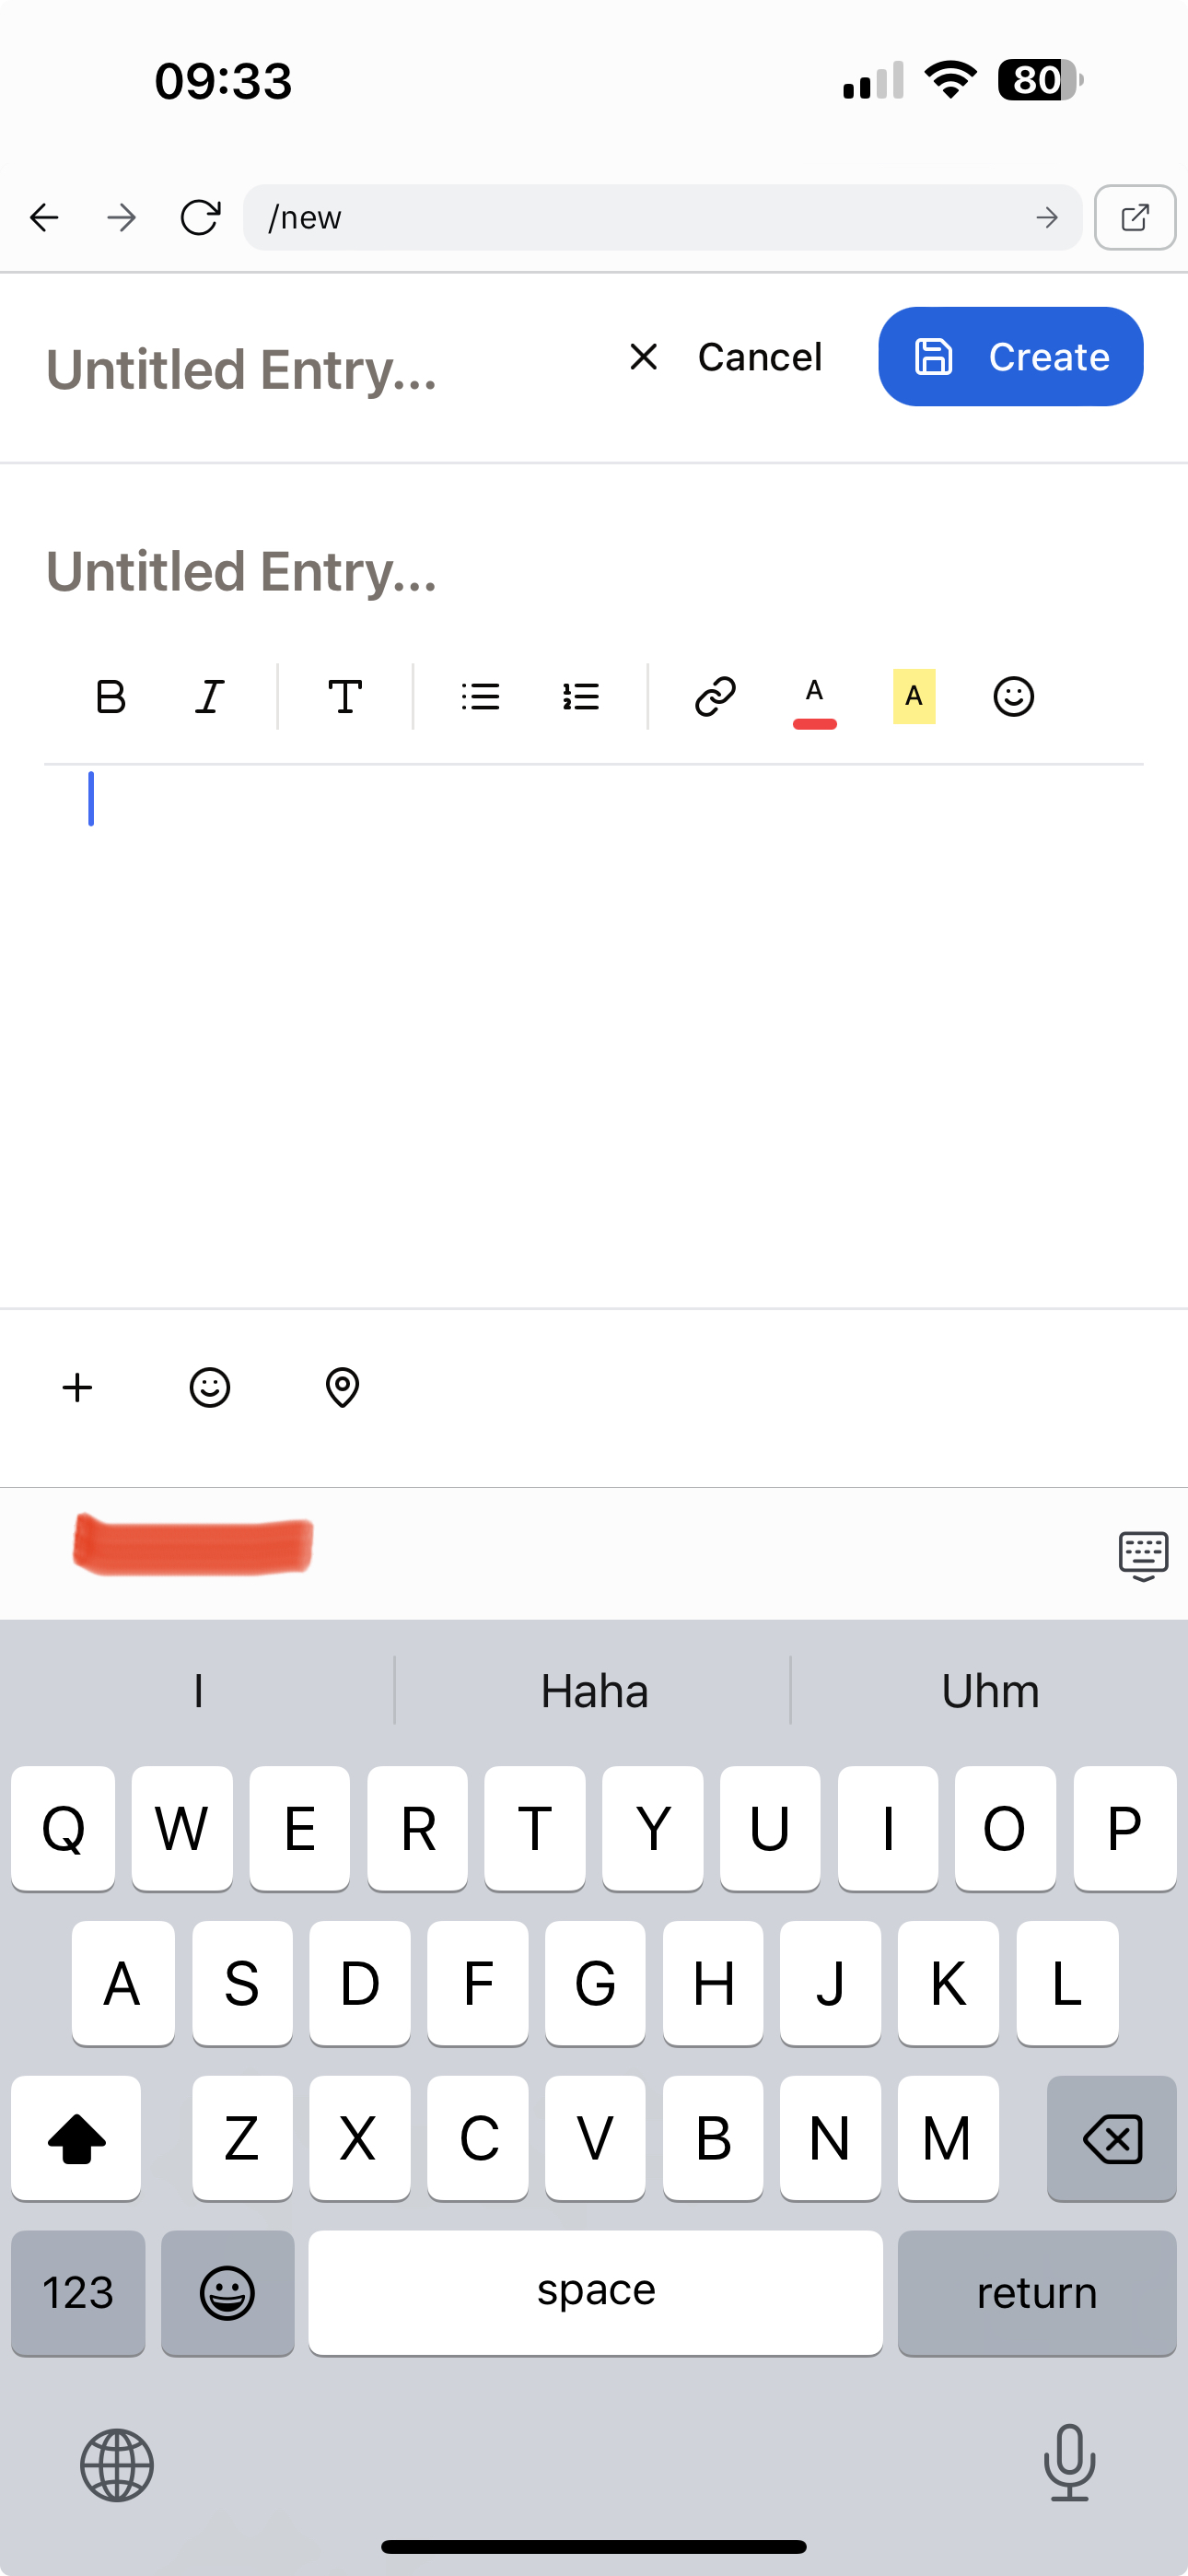 09:33
80
/new
Untitled Entry...
Cancel
Create
Untitled Entry...
B I T A A
I Haha Uhm
Q W E R T Y U I O P
A S D F G H J K L
Z X C V B N M
123 space return